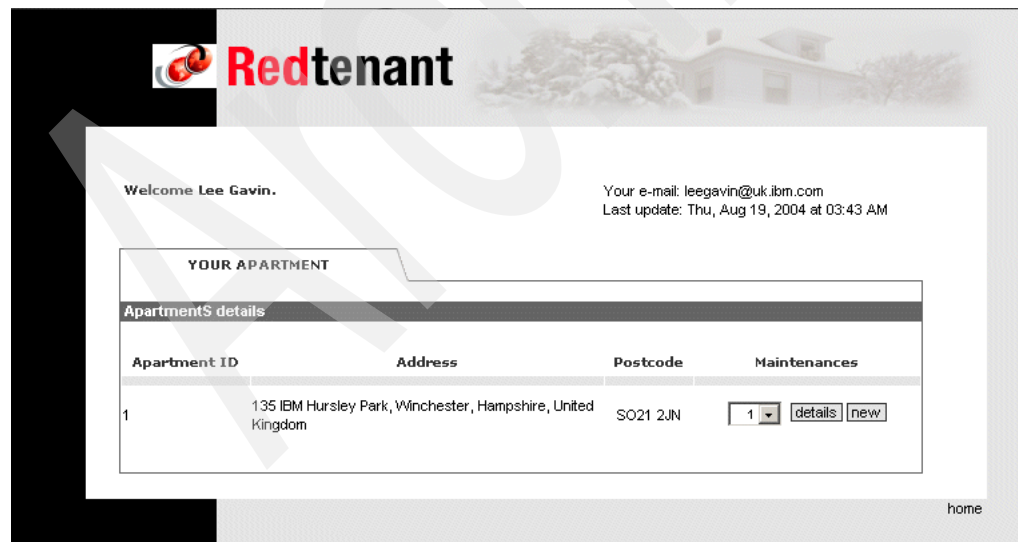 Redtenant
Welcome Lee Gavin.
Your e-mail: leegavin@uk.ibm.com
Last update: Thu, Aug 19, 2004 at 03:43 AM
YOUR APARTMENT
ApartmentS details
Apartment ID Address Postcode Maintenances
1 135 IBM Hursley Park, Winchester, Hampshire, United
Kingdom SO21 2JN 1 details new
home